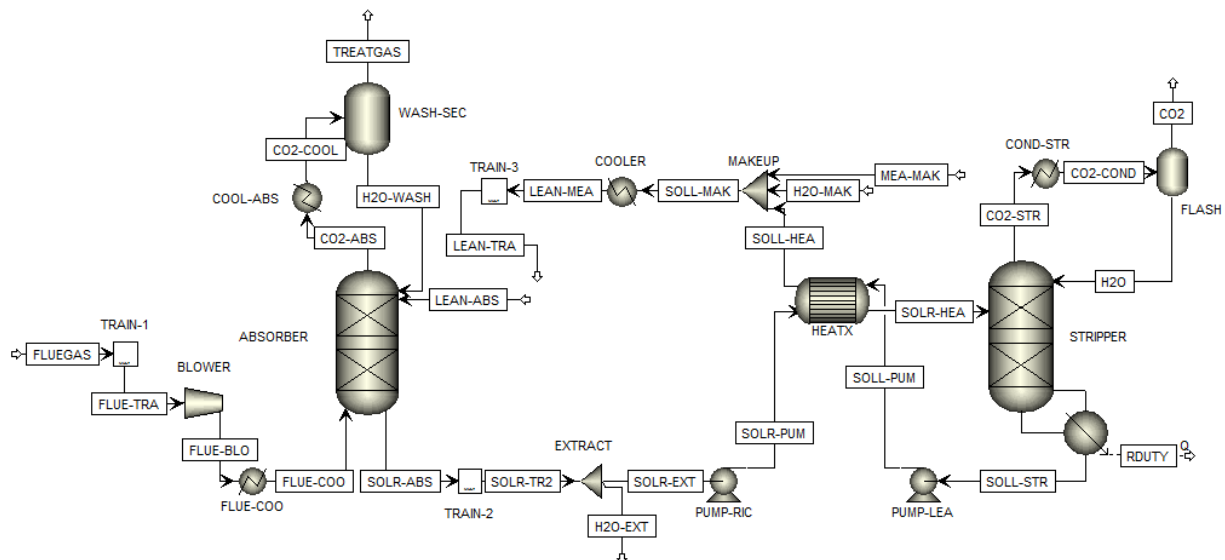 TREATGAS
WASH-SEC
CO2-COOL
COOL-ABS
H2O-WASH
CO2-ABS
LEAN-ABS
ABSORBER
TRAIN-1
FLUEGAS
BLOWER
FLUE-TRA
FLUE-BLO
FLUE-COO
FLUE-COO
SOLR-ABS
TRAIN-2
SOLR-TR2
EXTRACT
H2O-EXT
SOLR-EXT
PUMP-RIC
SOLR-PUM
TRAIN-3
LEAN-MEA
LEAN-TRA
COOLER
SOLL-MAK
MAKEUP
MEA-MAK
H2O-MAK
SOLL-HEA
HEATX
SOLR-HEA
SOLL-PUM
PUMP-LEA
SOLL-STR
STRIPPER
RDUTY
Q
CO2-STR
COND-STR
CO2-COND
CO2
FLASH
H2O